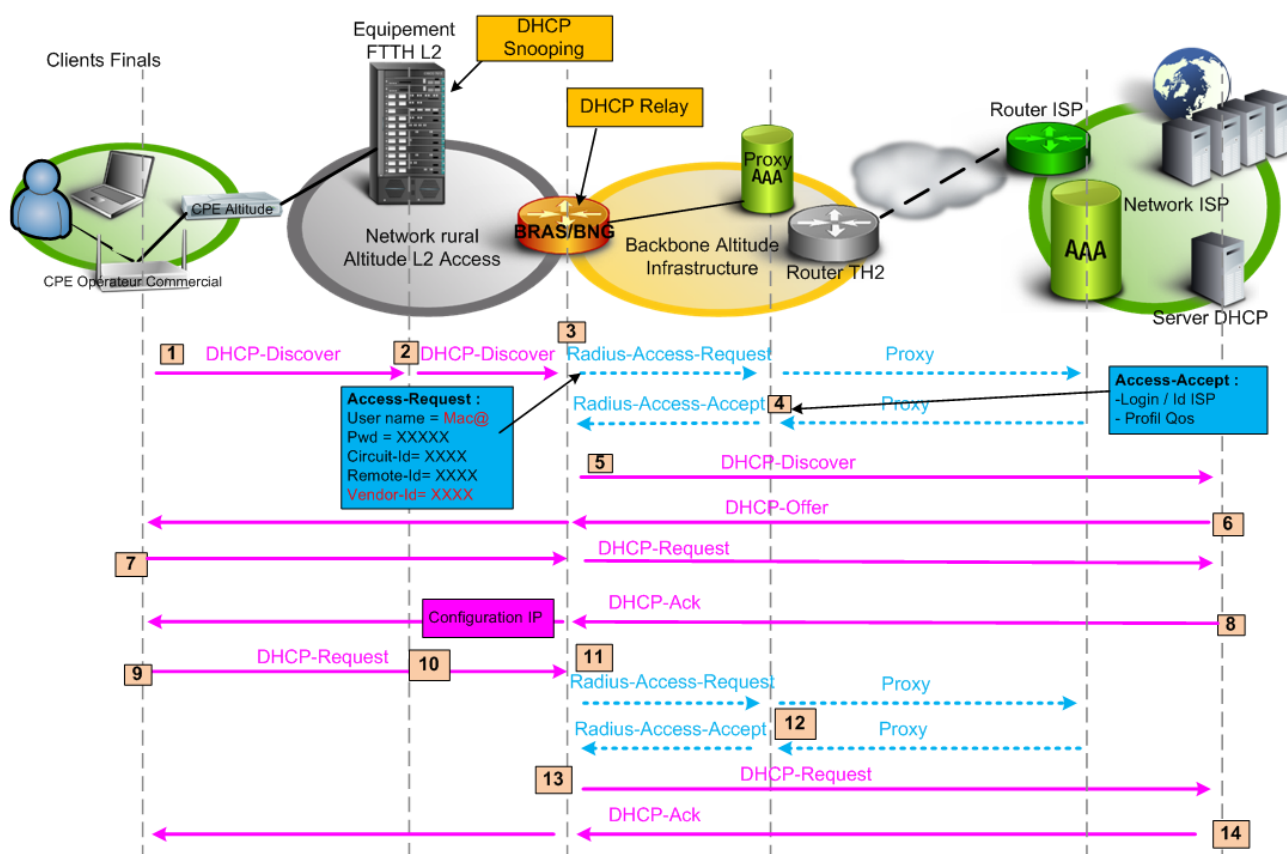 Equipement
FTTH L2
DHCP
Snooping
Clients Finals
DHCP Relay
Router ISP
Proxy
AAA
CPE Altitude
Network ISP
BRAS/BNG
Network rural
Altitude L2 Access
Backbone Altitude
Infrastructure
AAA
Router TH2
CPE Opérateur Commercial
Server DHCP
1
DHCP-Discover
2
DHCP-Discover
3
Radius-Access-Request
Proxy
Access-Request :
User name = Mac@
Pwd = XXXXX
Circuit-Id= XXXX
Remote-Id= XXXX
Vendor-Id= XXXX
Radius-Access-Accept
4
Proxy
Access-Accept :
-Login / Id ISP
- Profil Qos
5
DHCP-Discover
DHCP-Offer
6
7
DHCP-Request
Configuration IP
DHCP-Ack
8
9
DHCP-Request
10
11
Radius-Access-Request
Proxy
Radius-Access-Accept
12
Proxy
13
DHCP-Request
DHCP-Ack
14